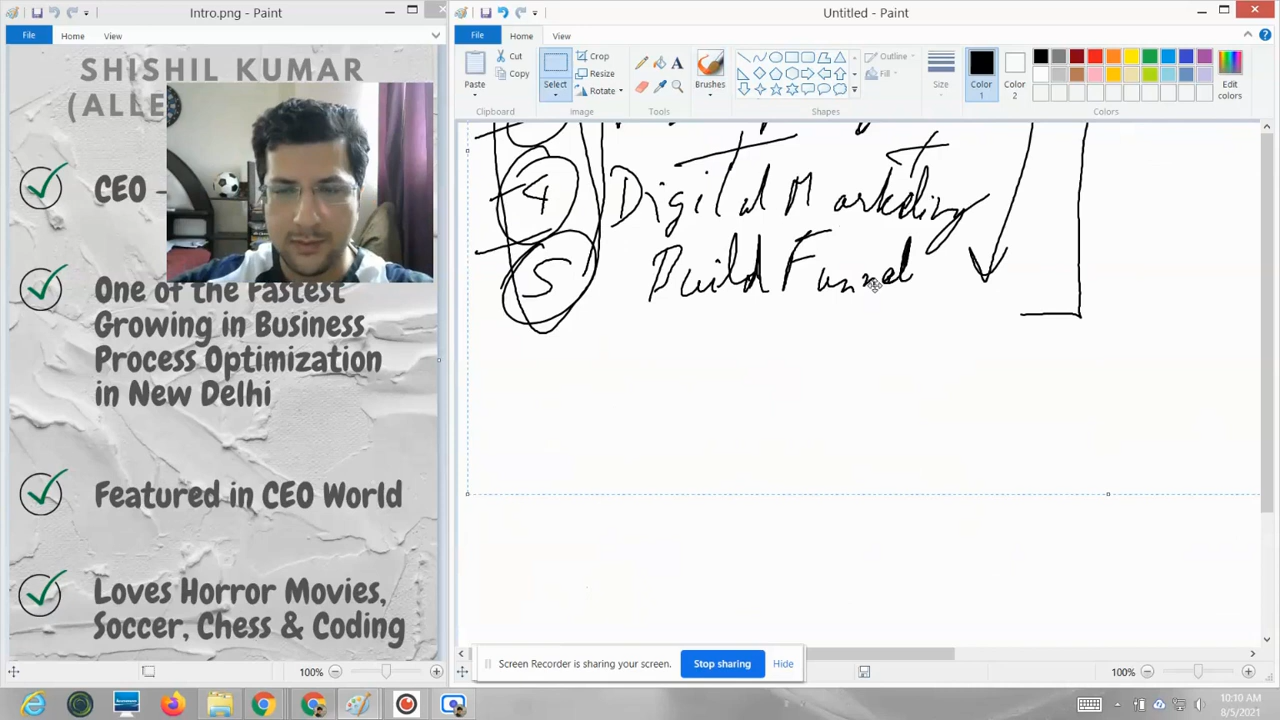 Intro.png - Paint
Untitled - Paint
File
Home
View
File
Home
View
Paste
Cut
Copy
Select
Crop
Resize
Rotate
Brushes
Outline
Fill
Size
Color
1
Color
2
Edit
colors
Clipboard
Image
Tools
Shapes
Colors
SHISHIL KUMAR
(ALLE
CEO -
One of the Fastest
Growing in Business
Process Optimization
in New Delhi
Featured in CEO World
Loves Horror Movies,
Soccer, Chess & Coding
4 Digital Marketing
5 Build Funnel
Screen Recorder is sharing your screen.
Stop sharing
Hide
100%
100%
10:10 AM
8/5/2021